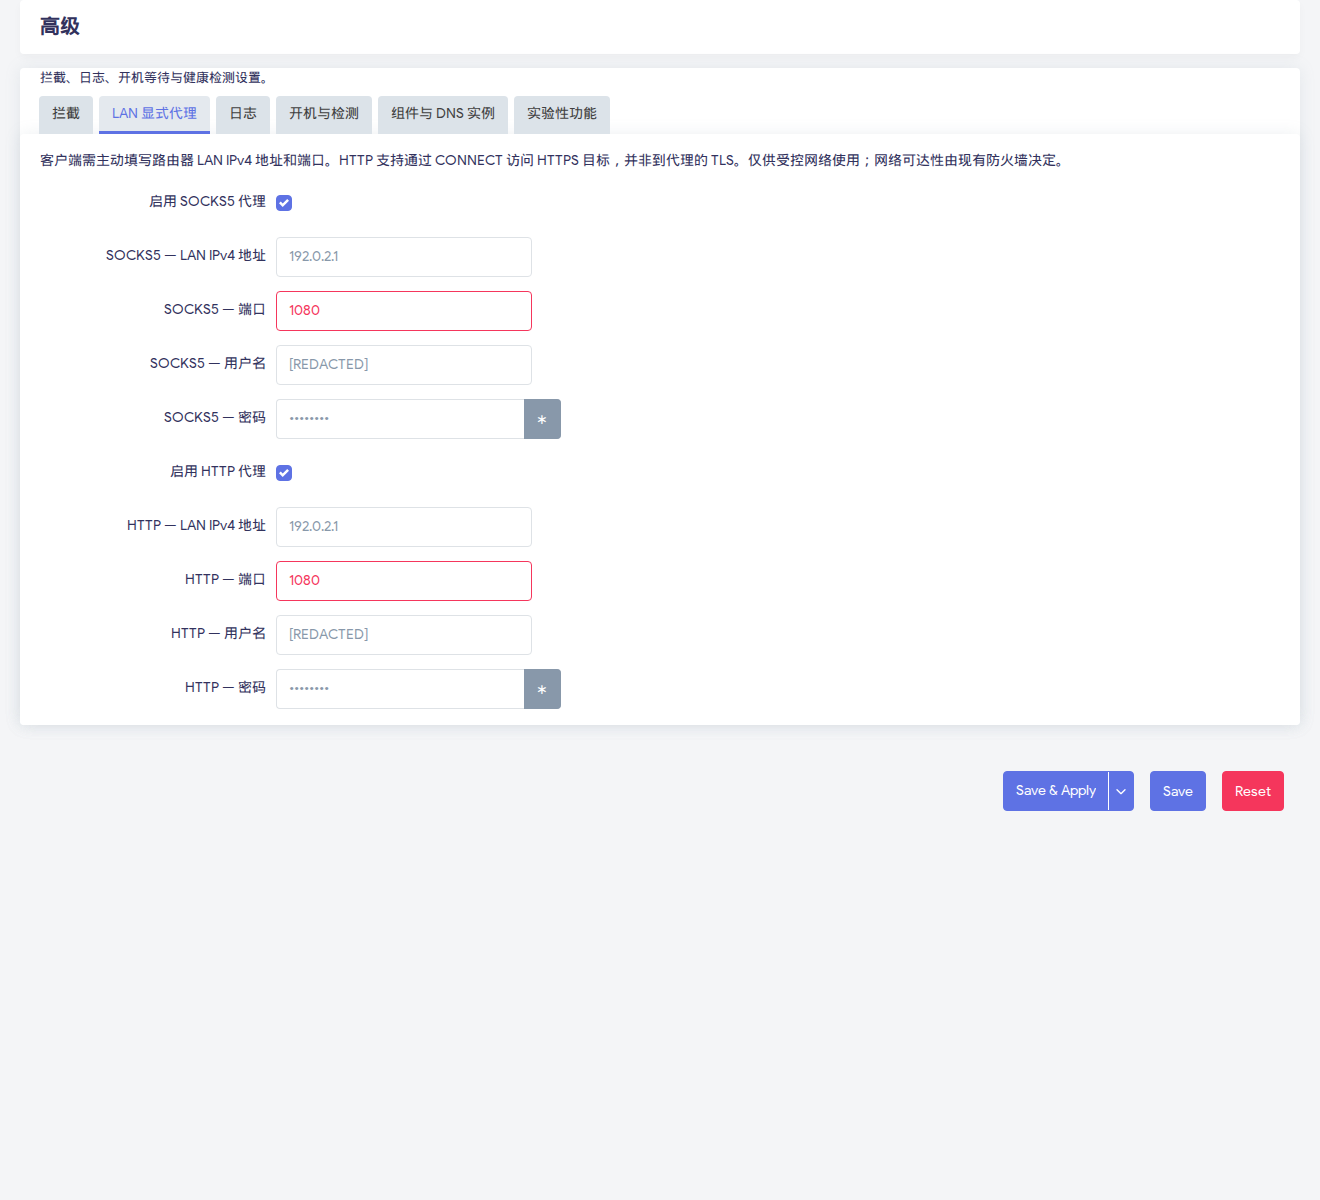 高级
拦截、日志、开机等待与健康检测设置。
拦截
LAN 显式代理
日志
开机与检测
组件与 DNS 实例
实验性功能
客户端需主动填写路由器 LAN IPv4 地址和端口。HTTP 支持通过 CONNECT 访问 HTTPS 目标，并非到代理的 TLS。仅供受控网络使用；网络可达性由现有防火墙决定。
启用 SOCKS5 代理
SOCKS5 — LAN IPv4 地址 192.0.2.1
SOCKS5 — 端口 1080
SOCKS5 — 用户名 [REDACTED]
SOCKS5 — 密码 •••••••• *
启用 HTTP 代理
HTTP — LAN IPv4 地址 192.0.2.1
HTTP — 端口 1080
HTTP — 用户名 [REDACTED]
HTTP — 密码 •••••••• *
Save & Apply
Save
Reset